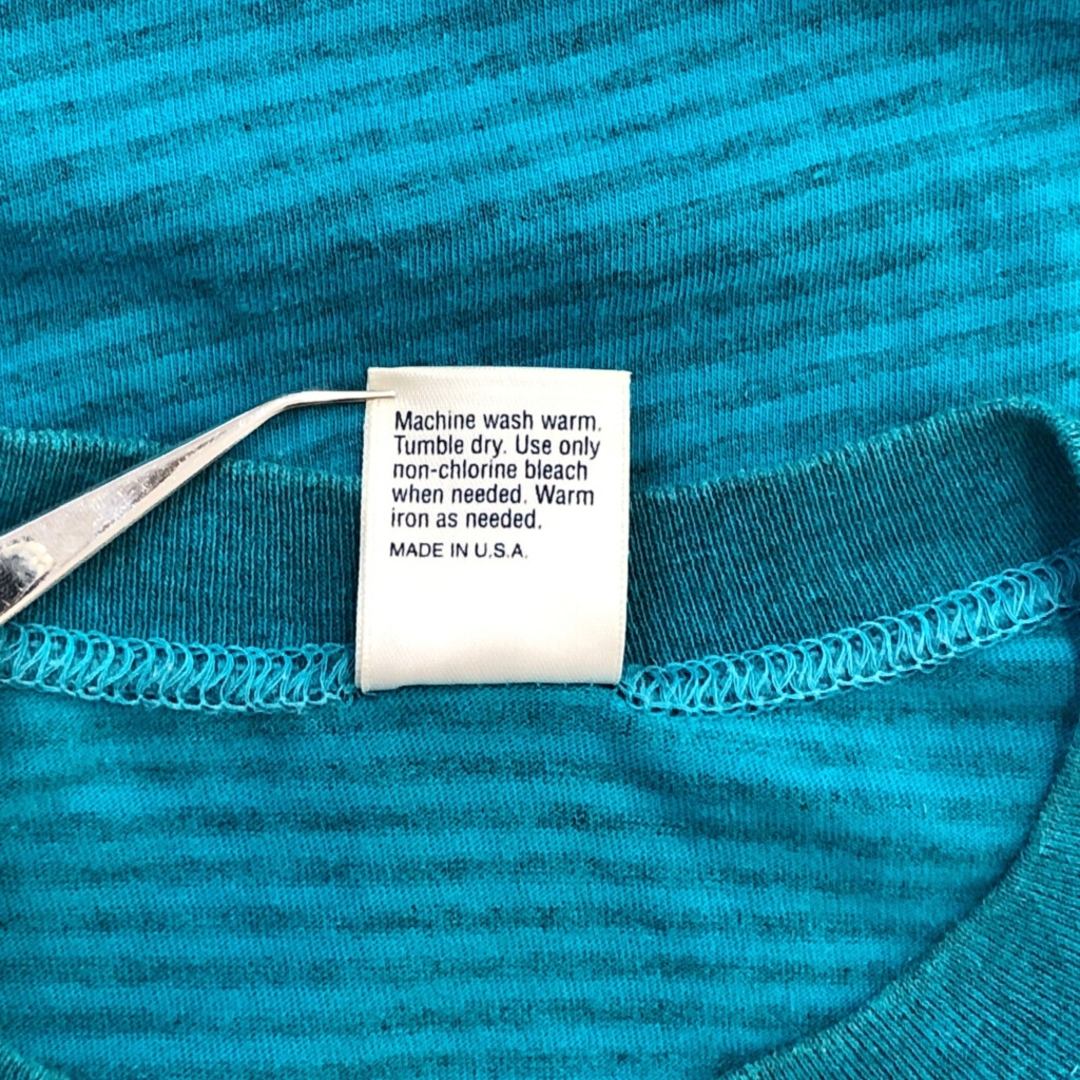 Machine wash warm.
Tumble dry. Use only
non-chlorine bleach
when needed. Warm
iron as needed.
MADE IN U.S.A.